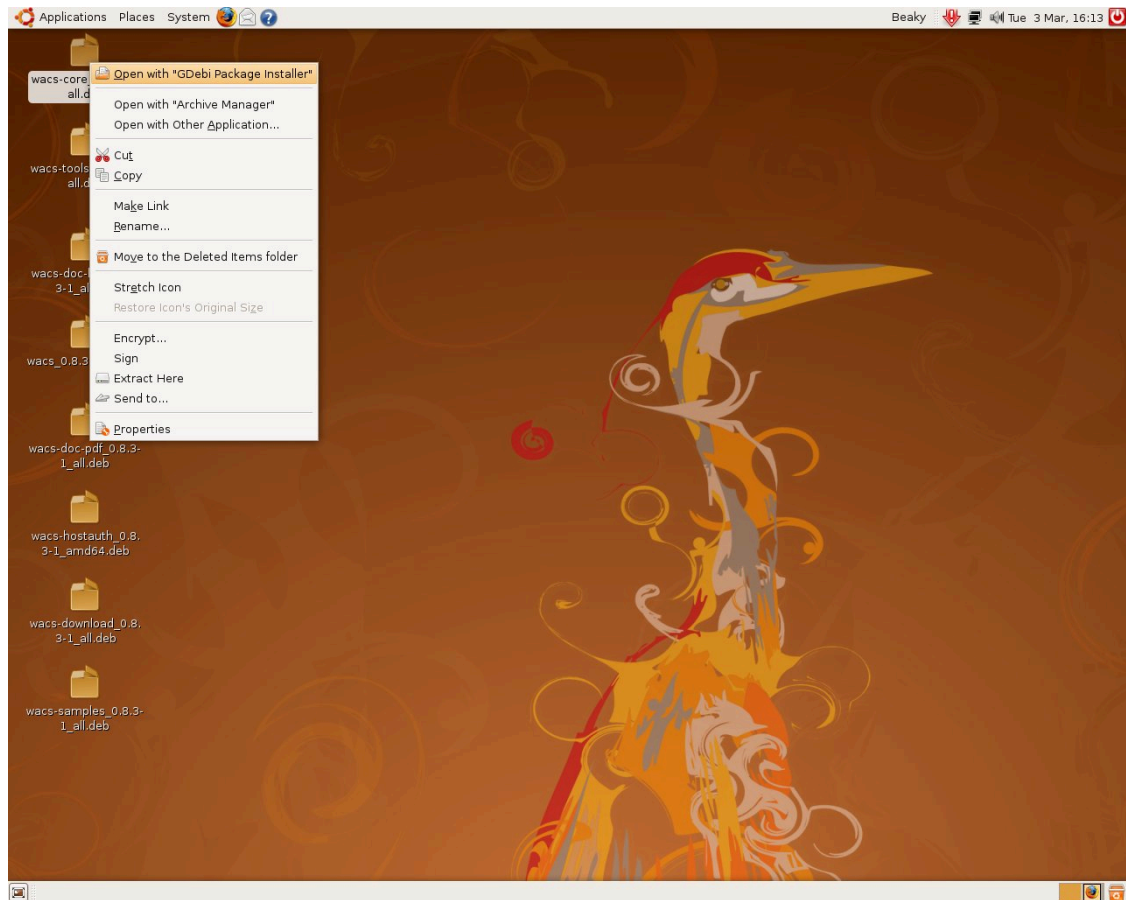 Applications Places System
Beaky
Tue 3 Mar, 16:13
wacs-core_
all.d
Open with "GDebi Package Installer"
Open with "Archive Manager"
Open with Other Application...
Cut
Copy
Make Link
Rename...
Move to the Deleted Items folder
Stretch Icon
Restore Icon's Original Size
Encrypt...
Sign
Extract Here
Send to...
Properties
wacs-tools
all.d
wacs-doc-
3-1_al
wacs_0.8.3
wacs-doc-pdf_0.8.3-
1_all.deb
wacs-hostauth_0.8.
3-1_amd64.deb
wacs-download_0.8.
3-1_all.deb
wacs-samples_0.8.3-
1_all.deb